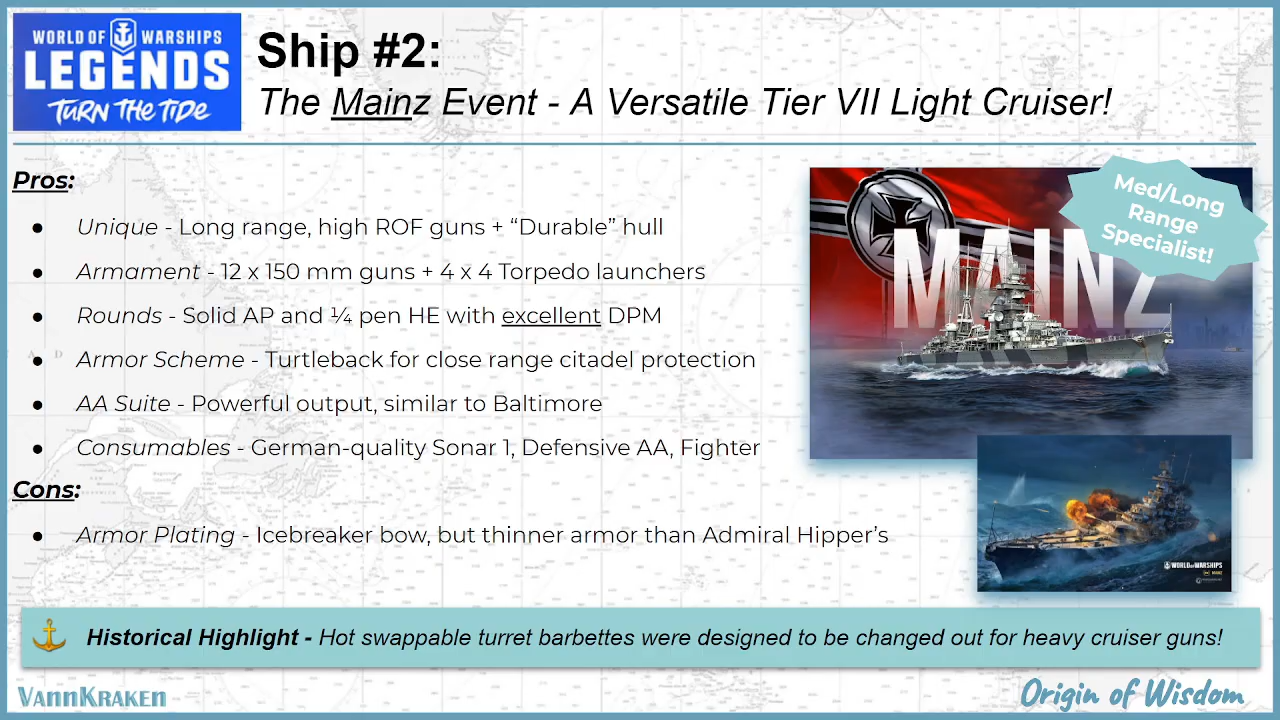 WORLD OF WARSHIPS
LEGENDS
TURN THE TIDE
Ship #2:
The Mainz Event - A Versatile Tier VII Light Cruiser!
Pros:
● Unique - Long range, high ROF guns + “Durable” hull
● Armament - 12 x 150 mm guns + 4 x 4 Torpedo launchers
● Rounds - Solid AP and ¼ pen HE with excellent DPM
● Armor Scheme - Turtleback for close range citadel protection
● AA Suite - Powerful output, similar to Baltimore
● Consumables - German-quality Sonar 1, Defensive AA, Fighter
Cons:
● Armor Plating - Icebreaker bow, but thinner armor than Admiral Hipper’s
MAINZ
Med/Long
Range
Specialist!
WORLD OF WARSHIPS
Historical Highlight - Hot swappable turret barbettes were designed to be changed out for heavy cruiser guns!
VannKraken
Origin of Wisdom